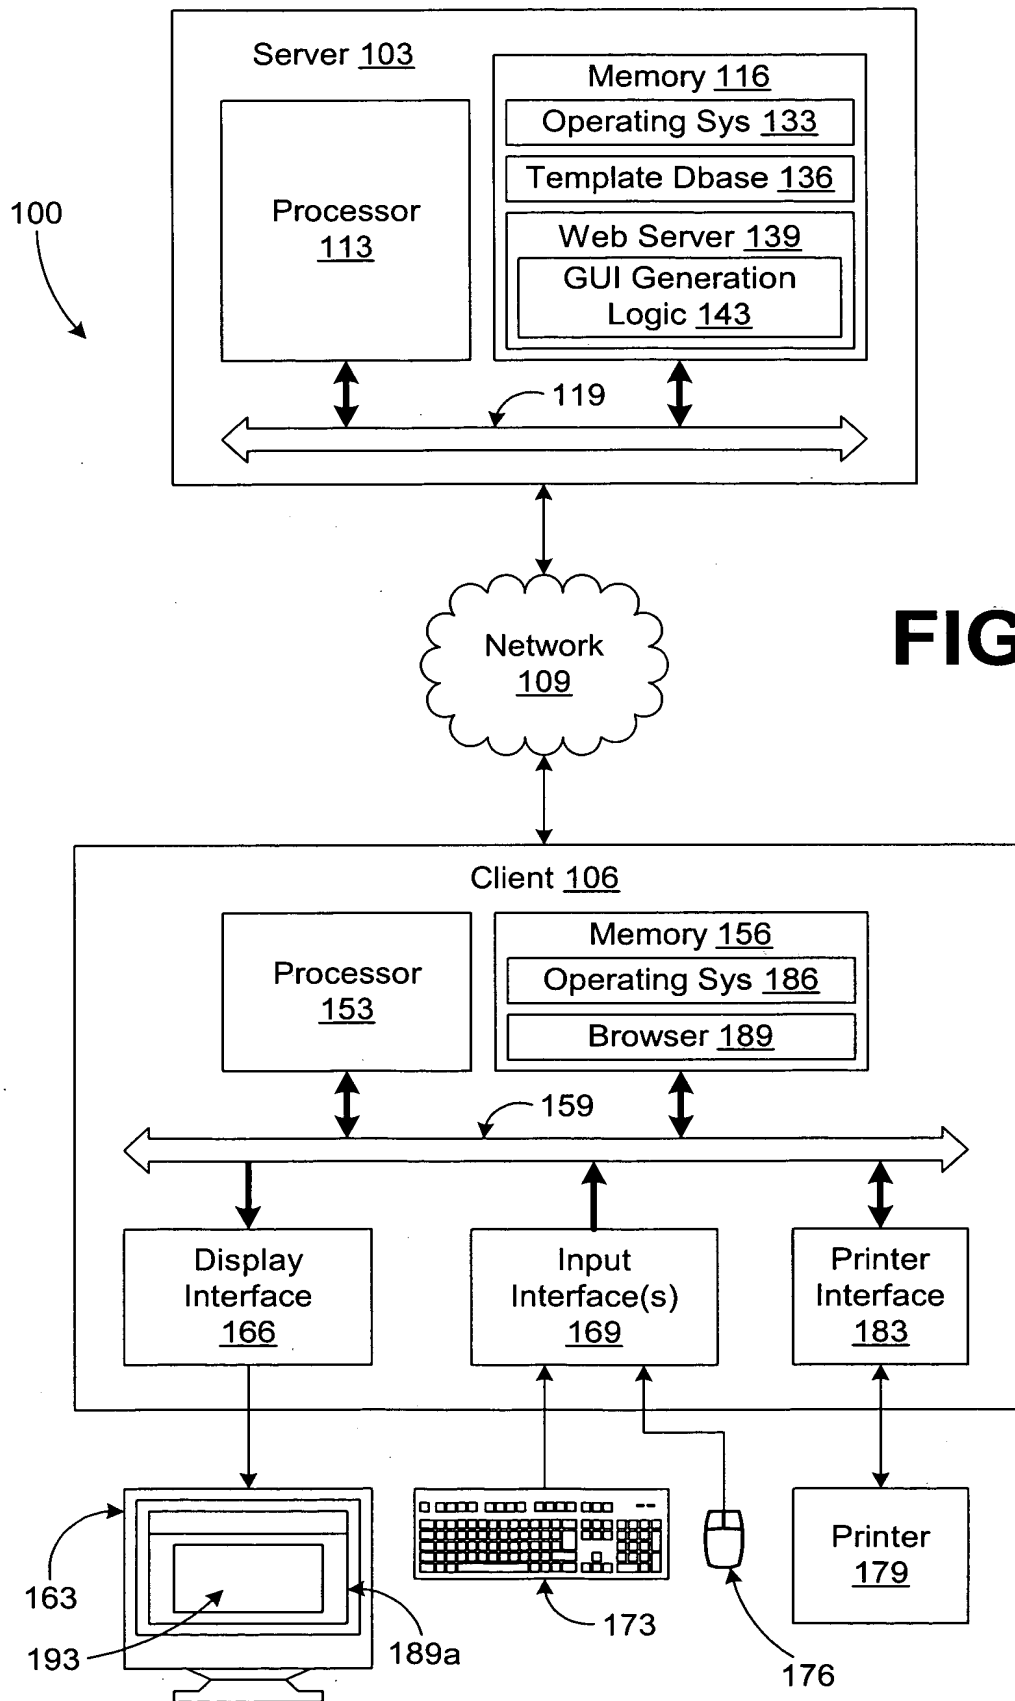 Server 103
Memory 116
Operating Sys 133
Template Dbase 136
Web Server 139
GUI Generation
Logic 143
Processor
113
100
119
Network
109
FIG
Client 106
Processor
153
Memory 156
Operating Sys 186
Browser 189
159
Display
Interface
166
Input
Interface(s)
169
Printer
Interface
183
163
193
189a
173
176
Printer
179